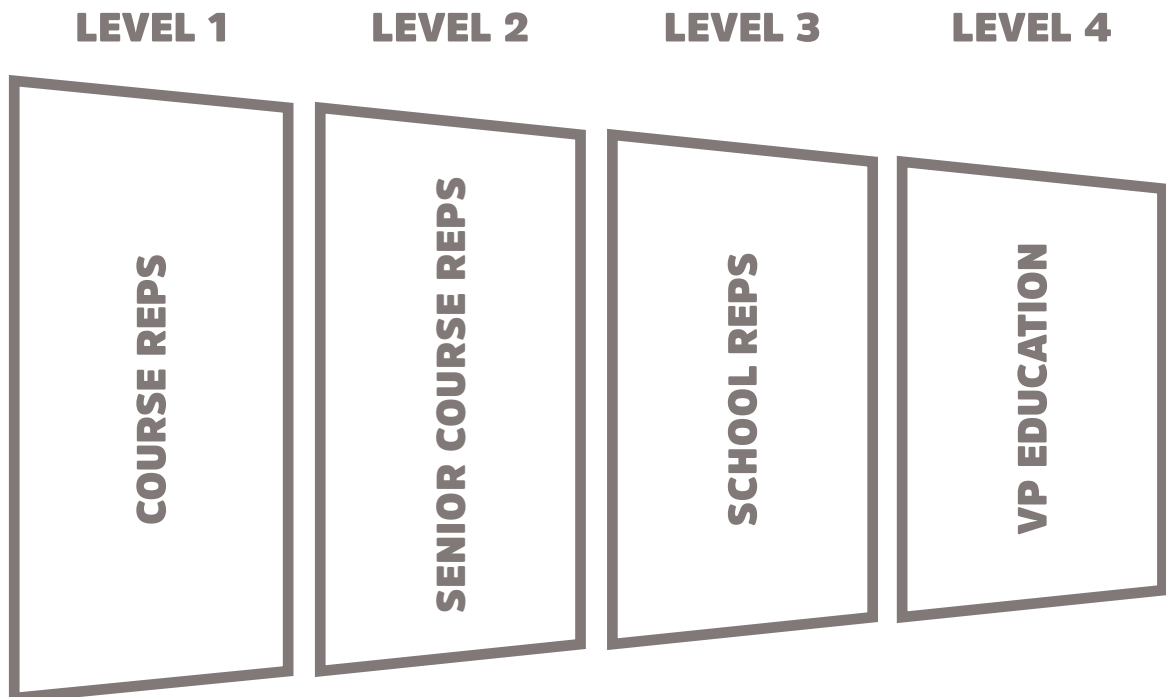 LEVEL 1
LEVEL 2
LEVEL 3
LEVEL 4
COURSE REPS
SENIOR COURSE REPS
SCHOOL REPS
VP EDUCATION